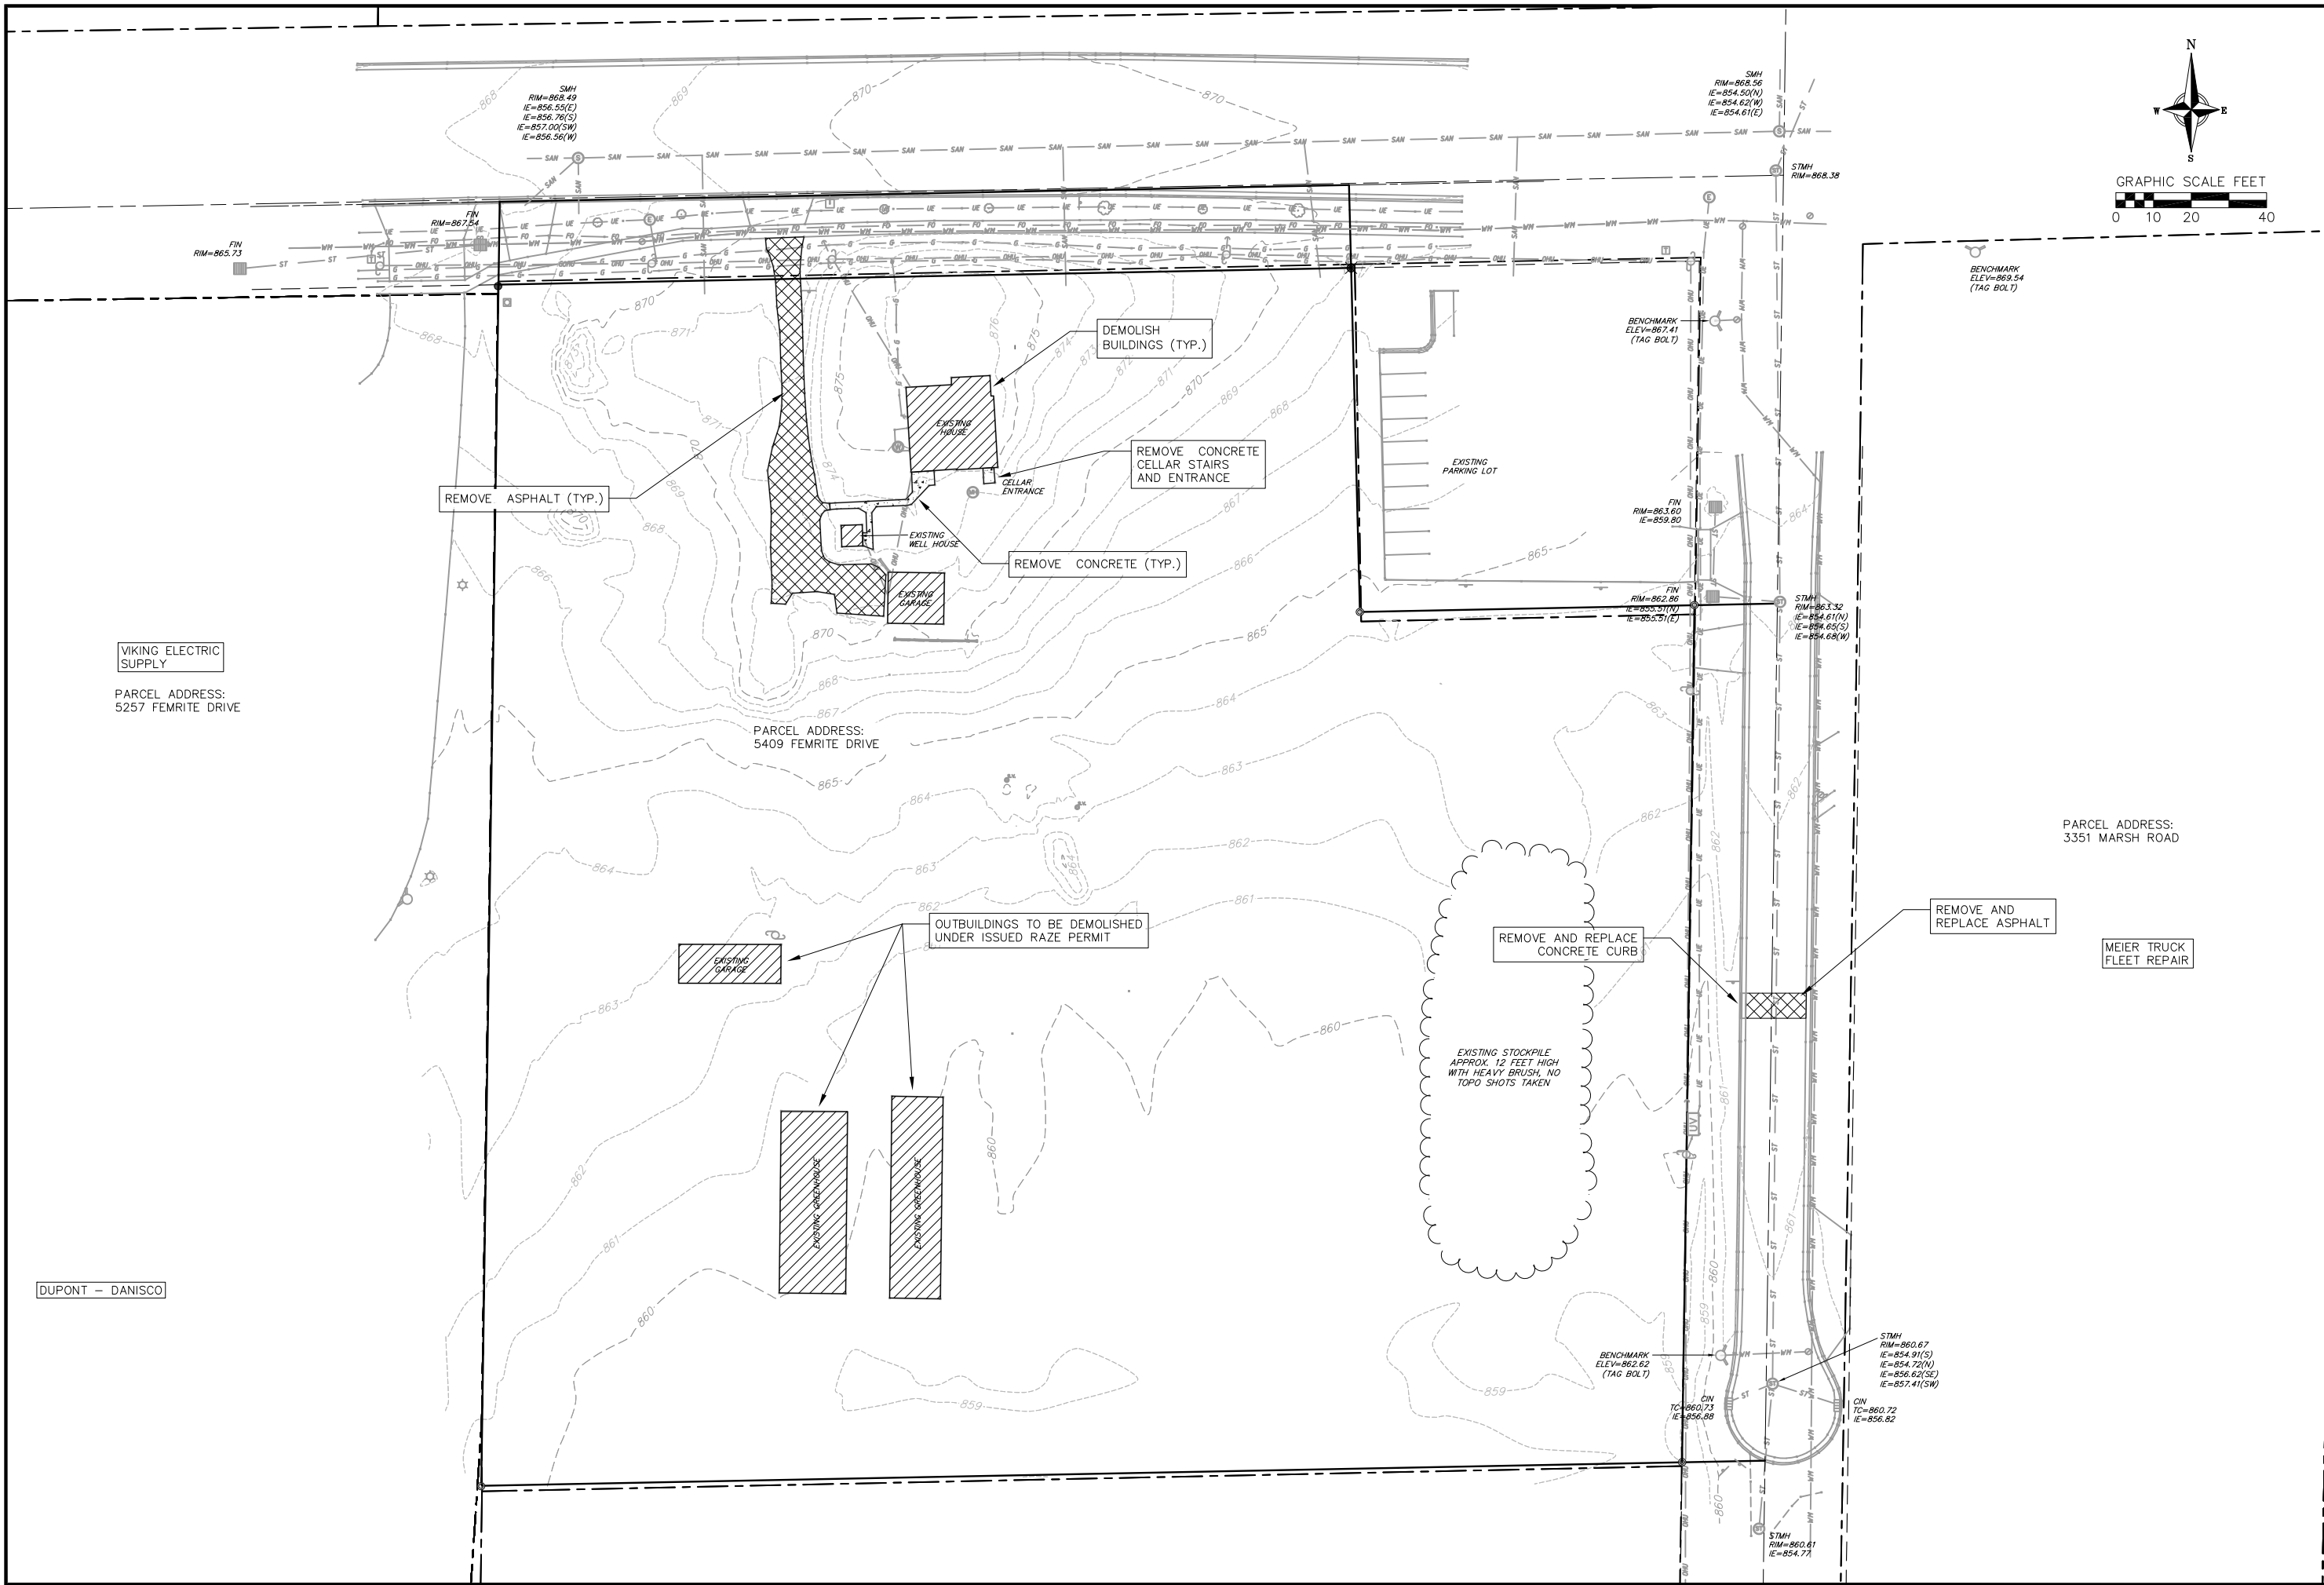 SMH
RIM=868.49
IE=856.55(E)
IE=856.76(S)
IE=857.00(SW)
IE=856.56(W)
SMH
RIM=868.56
IE=854.50(N)
IE=854.62(W)
IE=854.61(E)
STMH
RIM=868.38
N
W
E
S
GRAPHIC SCALE FEET
0 10 20 40
FIN
RIM=867.54
FIN
RIM=865.73
BENCHMARK
ELEV=869.54
(TAG BOLT)
BENCHMARK
ELEV=867.41
(TAG BOLT)
DEMOLISH
BUILDINGS (TYP.)
EXISTING
HOUSE
REMOVE CONCRETE
CELLAR STAIRS
AND ENTRANCE
CELLAR
ENTRANCE
REMOVE ASPHALT (TYP.)
EXISTING
WELL HOUSE
REMOVE CONCRETE (TYP.)
EXISTING
GARAGE
EXISTING
PARKING LOT
FIN
RIM=863.60
IE=859.80
FIN
RIM=862.86
IE=855.51(N)
IE=855.51(E)
STMH
RIM=863.32
IE=854.61(N)
IE=854.65(S)
IE=854.68(W)
VIKING ELECTRIC
SUPPLY
PARCEL ADDRESS:
5257 FEMRITE DRIVE
PARCEL ADDRESS:
5409 FEMRITE DRIVE
PARCEL ADDRESS:
3351 MARSH ROAD
OUTBUILDINGS TO BE DEMOLISHED
UNDER ISSUED RAZE PERMIT
EXISTING
GARAGE
REMOVE AND REPLACE
CONCRETE CURB
REMOVE AND
REPLACE ASPHALT
MEIER TRUCK
FLEET REPAIR
EXISTING STOCKPILE
APPROX. 12 FEET HIGH
WITH HEAVY BRUSH, NO
TOPO SHOTS TAKEN
EXISTING GREENHOUSE
EXISTING GREENHOUSE
DUPONT – DANISCO
BENCHMARK
ELEV=862.62
(TAG BOLT)
STMH
RIM=860.67
IE=854.91(S)
IE=854.72(N)
IE=856.62(SE)
IE=857.41(SW)
CIN
TC=860.73
IE=856.88
CIN
TC=860.72
IE=856.82
STMH
RIM=860.61
IE=854.77